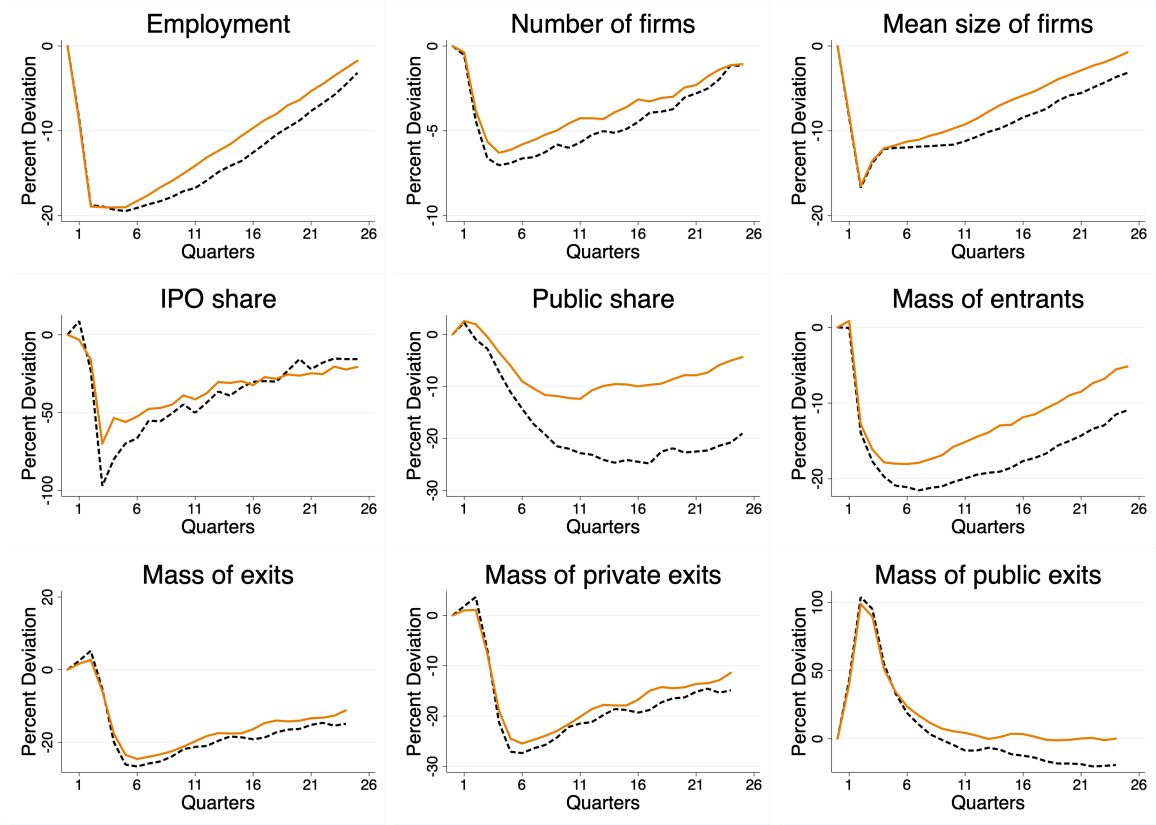 Employment
Percent Deviation
0
-10
-20
1 6 11 16 21 26
Quarters
Number of firms
Percent Deviation
0
-5
-10
1 6 11 16 21 26
Quarters
Mean size of firms
Percent Deviation
0
-10
-20
1 6 11 16 21 26
Quarters
IPO share
Percent Deviation
0
-50
-100
1 6 11 16 21 26
Quarters
Public share
Percent Deviation
0
-10
-20
-30
1 6 11 16 21 26
Quarters
Mass of entrants
Percent Deviation
0
-10
-20
1 6 11 16 21 26
Quarters
Mass of exits
Percent Deviation
20
0
-20
1 6 11 16 21 26
Quarters
Mass of private exits
Percent Deviation
0
-10
-20
-30
1 6 11 16 21 26
Quarters
Mass of public exits
Percent Deviation
100
50
0
1 6 11 16 21 26
Quarters